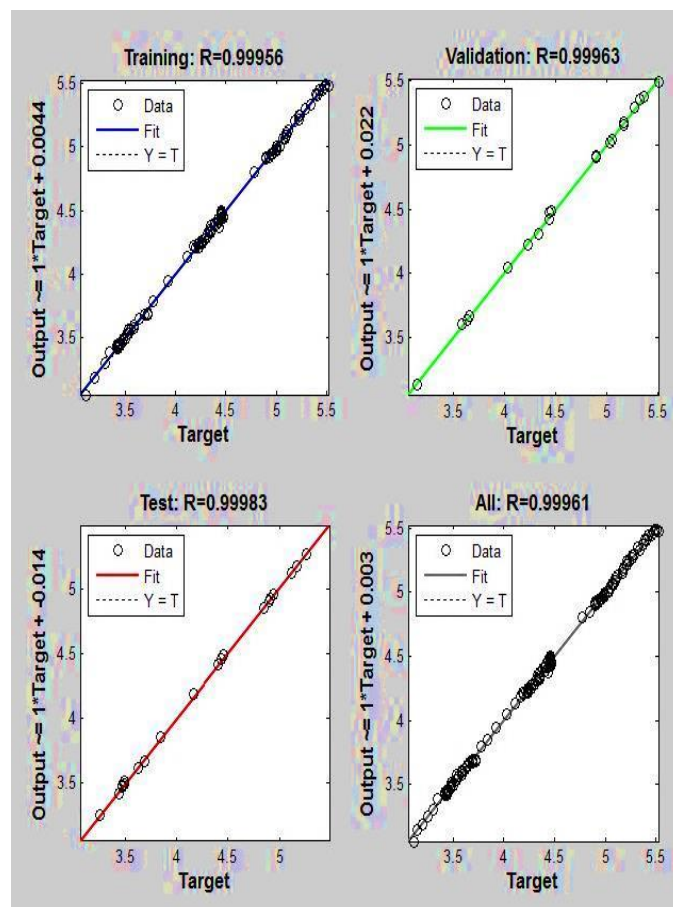 Training: R=0.99956
Output ~= 1*Target + 0.0044
5.5
5
4.5
4
3.5
Data
Fit
Y = T
3.5 4 4.5 5 5.5
Target
Validation: R=0.99963
Output ~= 1*Target + 0.022
5.5
5
4.5
4
3.5
Data
Fit
Y = T
3.5 4 4.5 5 5.5
Target
Test: R=0.99983
Output ~= 1*Target + -0.014
5
4.5
4
3.5
Data
Fit
Y = T
3.5 4 4.5 5
Target
All: R=0.99961
Output ~= 1*Target + 0.003
5.5
5
4.5
4
3.5
Data
Fit
Y = T
3.5 4 4.5 5 5.5
Target